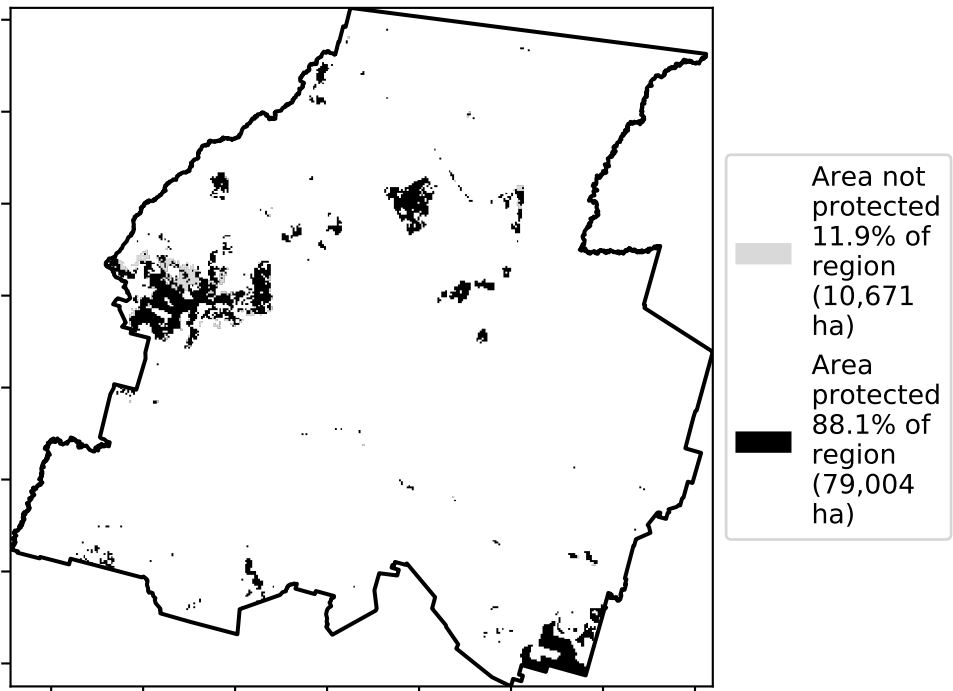 Area not
protected
11.9% of
region
(10,671
ha)
Area
protected
88.1% of
region
(79,004
ha)